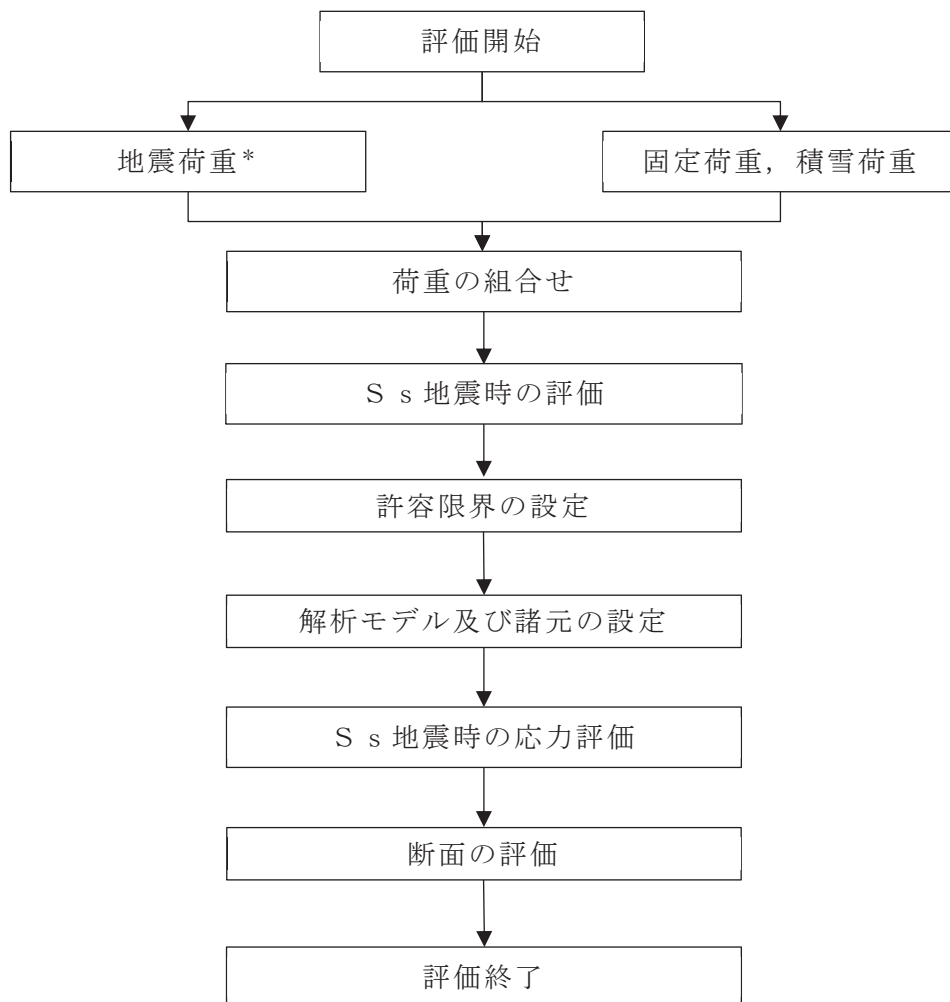 評価開始
地震荷重*
固定荷重，積雪荷重
荷重の組合せ
Ｓｓ地震時の評価
許容限界の設定
解析モデル及び諸元の設定
Ｓｓ地震時の応力評価
断面の評価
評価終了